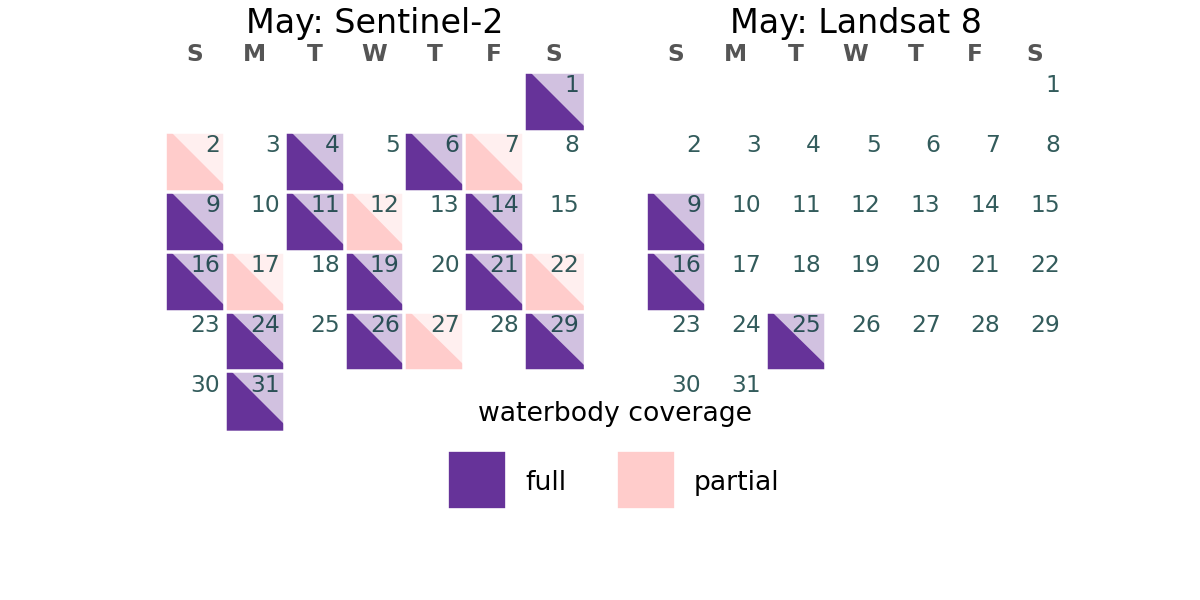 May: Sentinel-2
S M T W T F S
1
2 3 4 5 6 7 8
9 10 11 12 13 14 15
16 17 18 19 20 21 22
23 24 25 26 27 28 29
30 31
May: Landsat 8
S M T W T F S
1
2 3 4 5 6 7 8
9 10 11 12 13 14 15
16 17 18 19 20 21 22
23 24 25 26 27 28 29
30 31
waterbody coverage
full partial